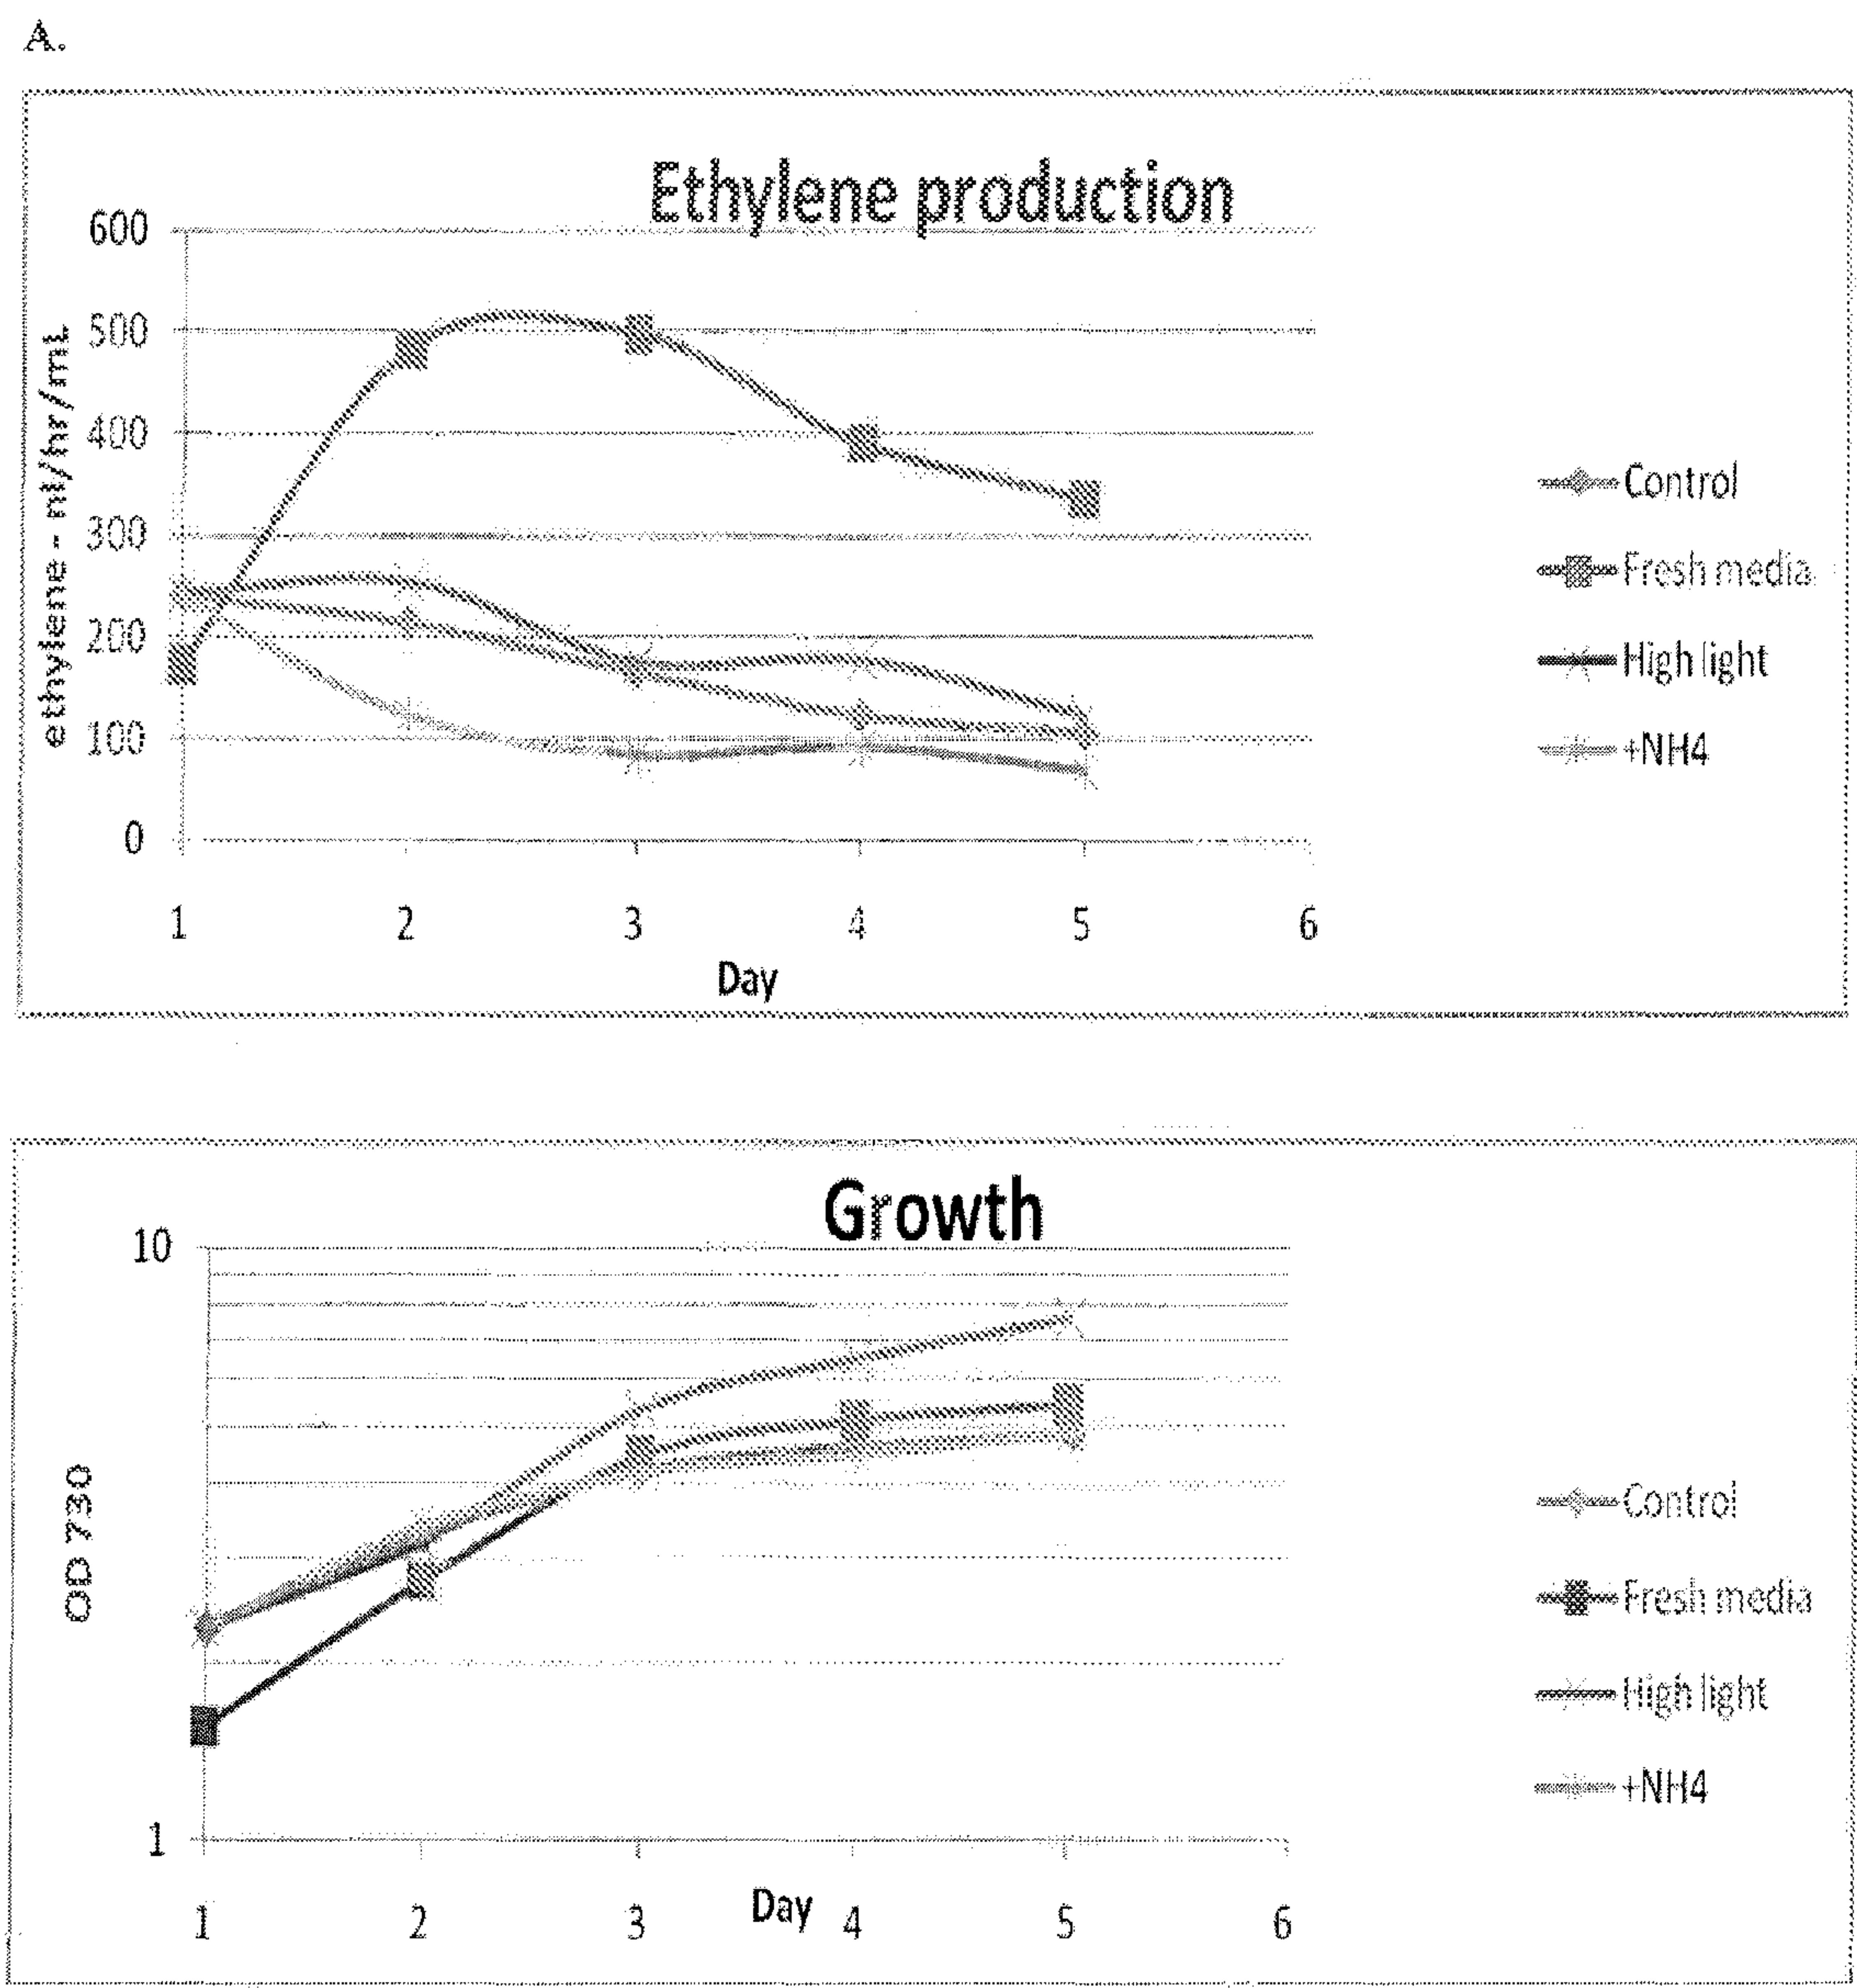 A.
Ethylene production
600
500
400
300
200
100
0
ethylene - nl/hr/mL
1 2 3 4 5 6
Day
Control
Fresh media
High light
+NH4
Growth
10
1
OD 730
1 2 3 4 5 6
Day
Control
Fresh media
High light
+NH4